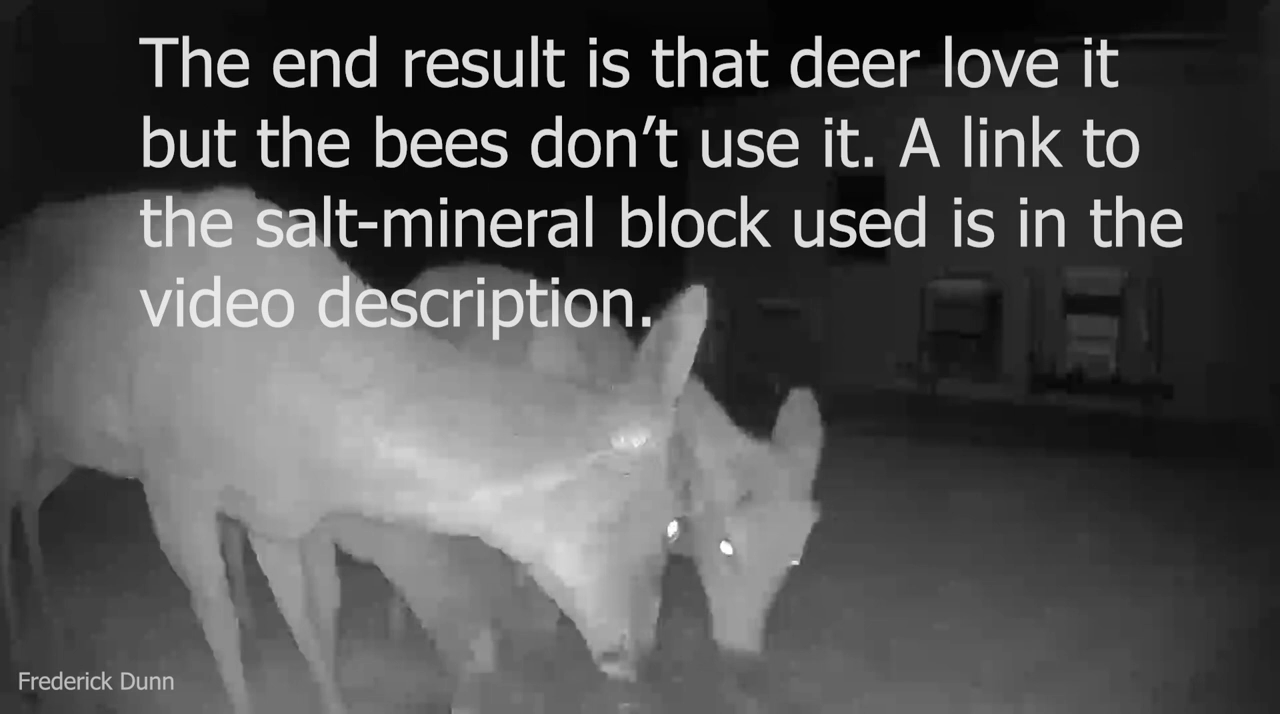 The end result is that deer love it
but the bees don’t use it. A link to
the salt-mineral block used is in the
video description.
Frederick Dunn